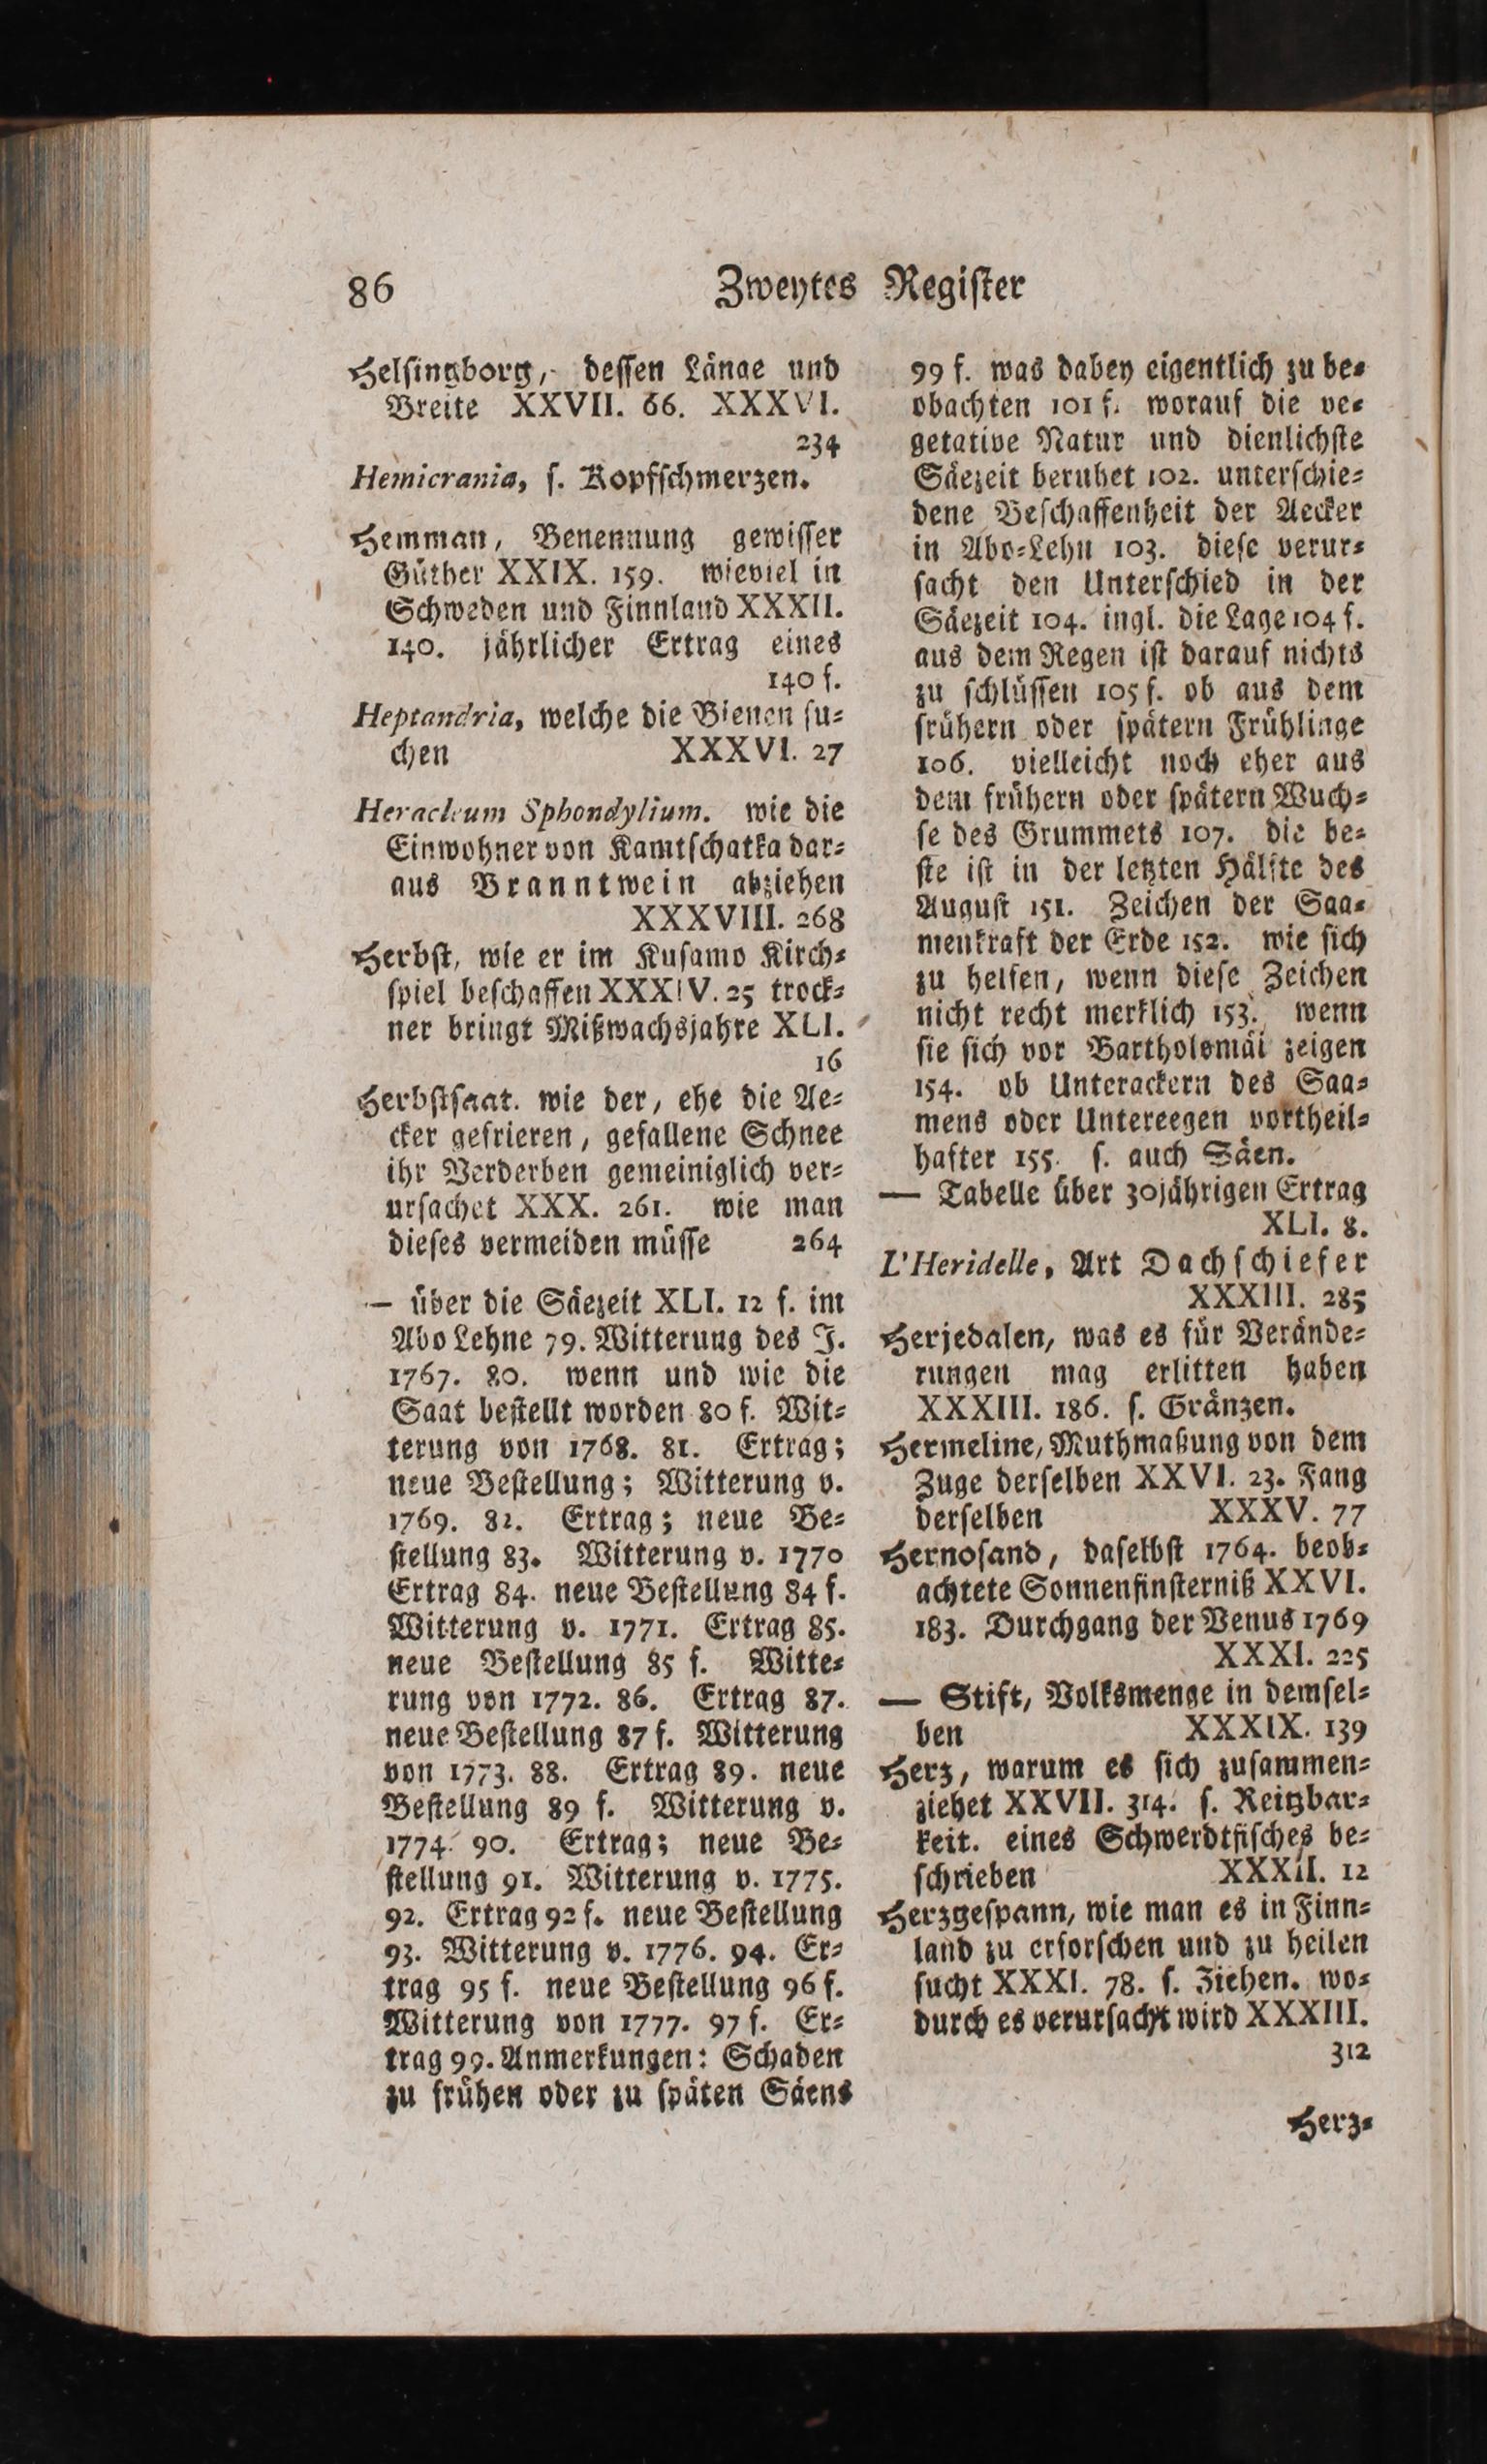 86 Zweytes Register
Helsingborg, dessen Länge und
Breite XXVII. 66. XXXVI.
234
Hemicrania, s. Kopfschmerzen.
Hemman, Benennung gewisser
Güther XXIX. 159. wieviel in
Schweden und Finnland XXXII.
140. jährlicher Ertrag eines
140 f.
Heptandria, welche die Bienen su-
chen XXXVI. 27
Heracleum Sphondylium. wie die
Einwohner von Kamtschatka dar-
aus Branntwein abziehen
XXXVIII. 268
Herbst, wie er im Kusamo Kirch-
spiel beschaffen XXXIV. 25 trock-
ner bringt Mißwachsjahre XLI.
16
Herbstsaat. wie der, ehe die Ae-
cker gefrieren, gefallene Schnee
ihr Verderben gemeiniglich ver-
ursachet XXX. 261. wie man
dieses vermeiden müsse 264
— über die Säezeit XLI. 12 f. im
Abo Lehne 79. Witterung des J.
1767. 80. wenn und wie die
Saat bestellt worden 80 f. Wit-
terung von 1768. 81. Ertrag;
neue Bestellung; Witterung v.
1769. 82. Ertrag; neue Be-
stellung 83. Witterung v. 1770
Ertrag 84. neue Bestellung 84 f.
Witterung v. 1771. Ertrag 85.
neue Bestellung 85 f. Witte-
rung von 1772. 86. Ertrag 87.
neue Bestellung 87 f. Witterung
von 1773. 88. Ertrag 89. neue
Bestellung 89 f. Witterung v.
1774. 90. Ertrag; neue Be-
stellung 91. Witterung v. 1775.
92. Ertrag 92 f. neue Bestellung
93. Witterung v. 1776. 94. Er-
trag 95 f. neue Bestellung 96 f.
Witterung von 1777. 97 f. Er-
trag 99. Anmerkungen: Schaden
zu frühen oder zu späten Säens
99 f. was dabey eigentlich zu be-
obachten 101 f. worauf die ve-
getative Natur und dienlichste
Säezeit beruhet 102. unterschie-
dene Beschaffenheit der Aecker
in Abo-Lehn 103. diese verur-
sacht den Unterschied in der
Säezeit 104. ingl. die Lage 104 f.
aus dem Regen ist darauf nichts
zu schlüssen 105 f. ob aus dem
frühern oder spätern Frühlinge
106. vielleicht noch eher aus
dem frühern oder spätern Wuch-
se des Grummets 107. die be-
ste ist in der letzten Hälfte des
August 151. Zeichen der Saa-
menkraft der Erde 152. wie sich
zu helfen, wenn diese Zeichen
nicht recht merklich 153. wenn
sie sich vor Bartholomäi zeigen
154. ob Unterackern des Saa-
mens oder Untereegen vortheil-
hafter 155. s. auch Säen.
— Tabelle über 30jährigen Ertrag
XLI. 8.
L'Heridelle, Art Dachschiefer
XXXIII. 285
Herjedalen, was es für Verände-
rungen mag erlitten haben
XXXIII. 186. s. Gränzen.
Hermeline, Muthmaßung von dem
Zuge derselben XXVI. 23. Fang
derselben XXXV. 77
Hernosand, daselbst 1764. beob-
achtete Sonnenfinsterniß XXVI.
183. Durchgang der Venus 1769
XXXI. 225
— Stift, Volksmenge in demsel-
ben XXXIX. 139
Herz, warum es sich zusammen-
ziehet XXVII. 314. s. Reitzbar-
keit. eines Schwerdtfisches be-
schrieben XXXII. 12
Herzgespann, wie man es in Finn-
land zu erforschen und zu heilen
sucht XXXI. 78. s. Ziehen. wo-
durch es verursacht wird XXXIII.
312
Herz-